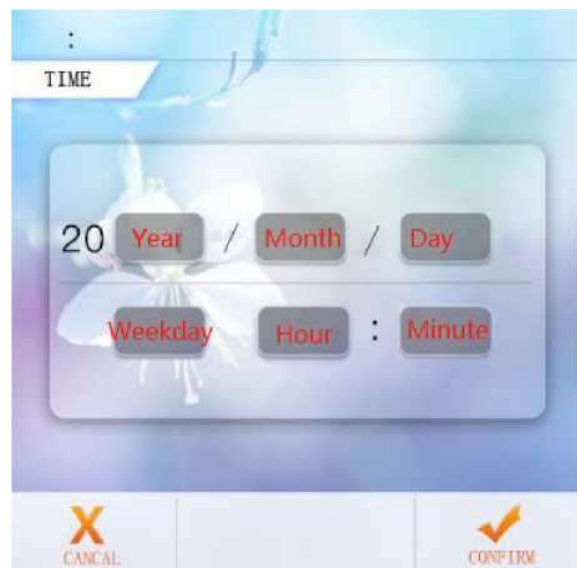 :
TIME
20 Year / Month / Day
Weekday Hour : Minute
CANCAL CONFIRM